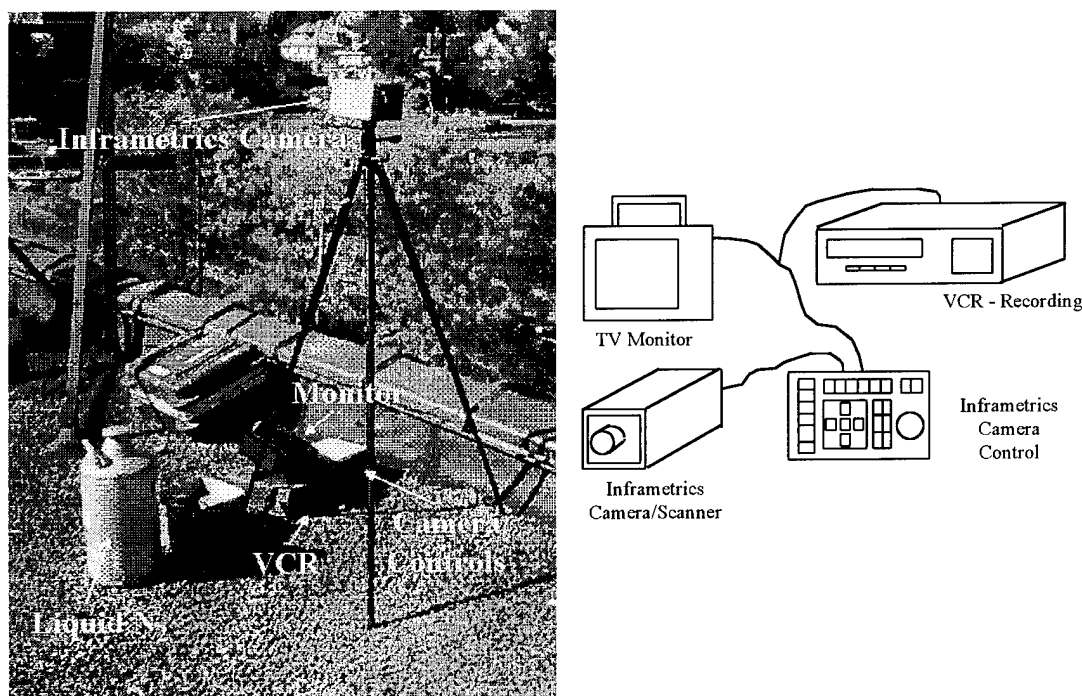 Inframetrics Camera
Monitor
Camera
Controls
VCR
Liquid N₂
TV Monitor
VCR - Recording
Inframetrics
Camera/Scanner
Inframetrics
Camera
Control